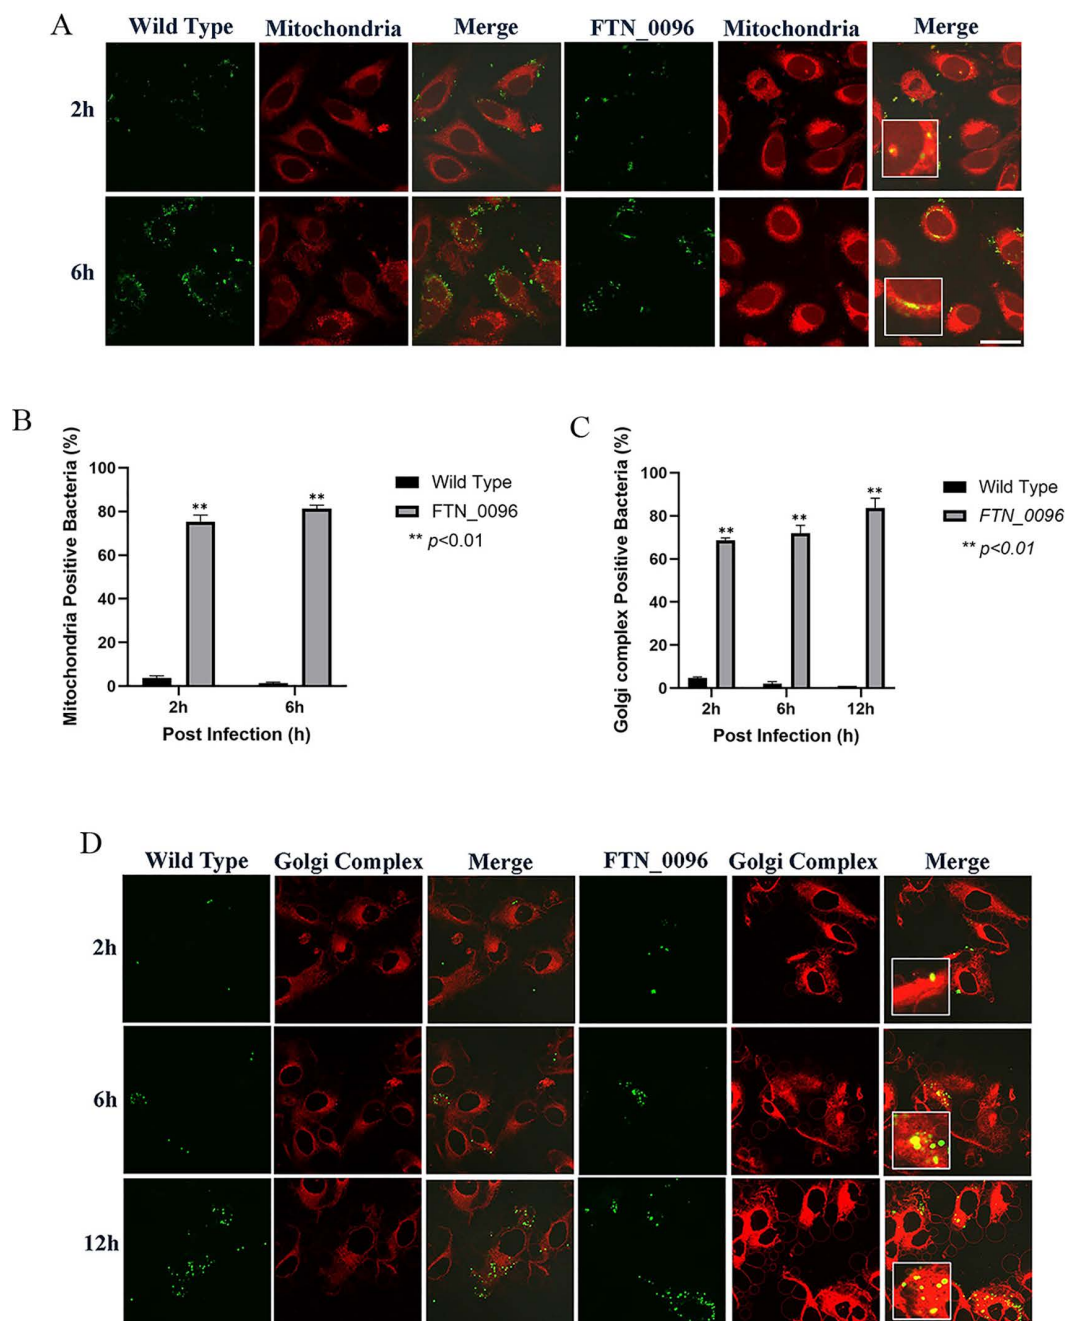 A
Wild Type Mitochondria Merge FTN_0096 Mitochondria Merge
2h
6h
B
Mitochondria Positive Bacteria (%)
100
80
60
40
20
0
** **
2h 6h
Post Infection (h)
Wild Type
FTN_0096
** p<0.01
C
Golgi complex Positive Bacteria (%)
100
80
60
40
20
0
** ** **
2h 6h 12h
Post Infection (h)
Wild Type
FTN_0096
** p<0.01
D
Wild Type Golgi Complex Merge FTN_0096 Golgi Complex Merge
2h
6h
12h